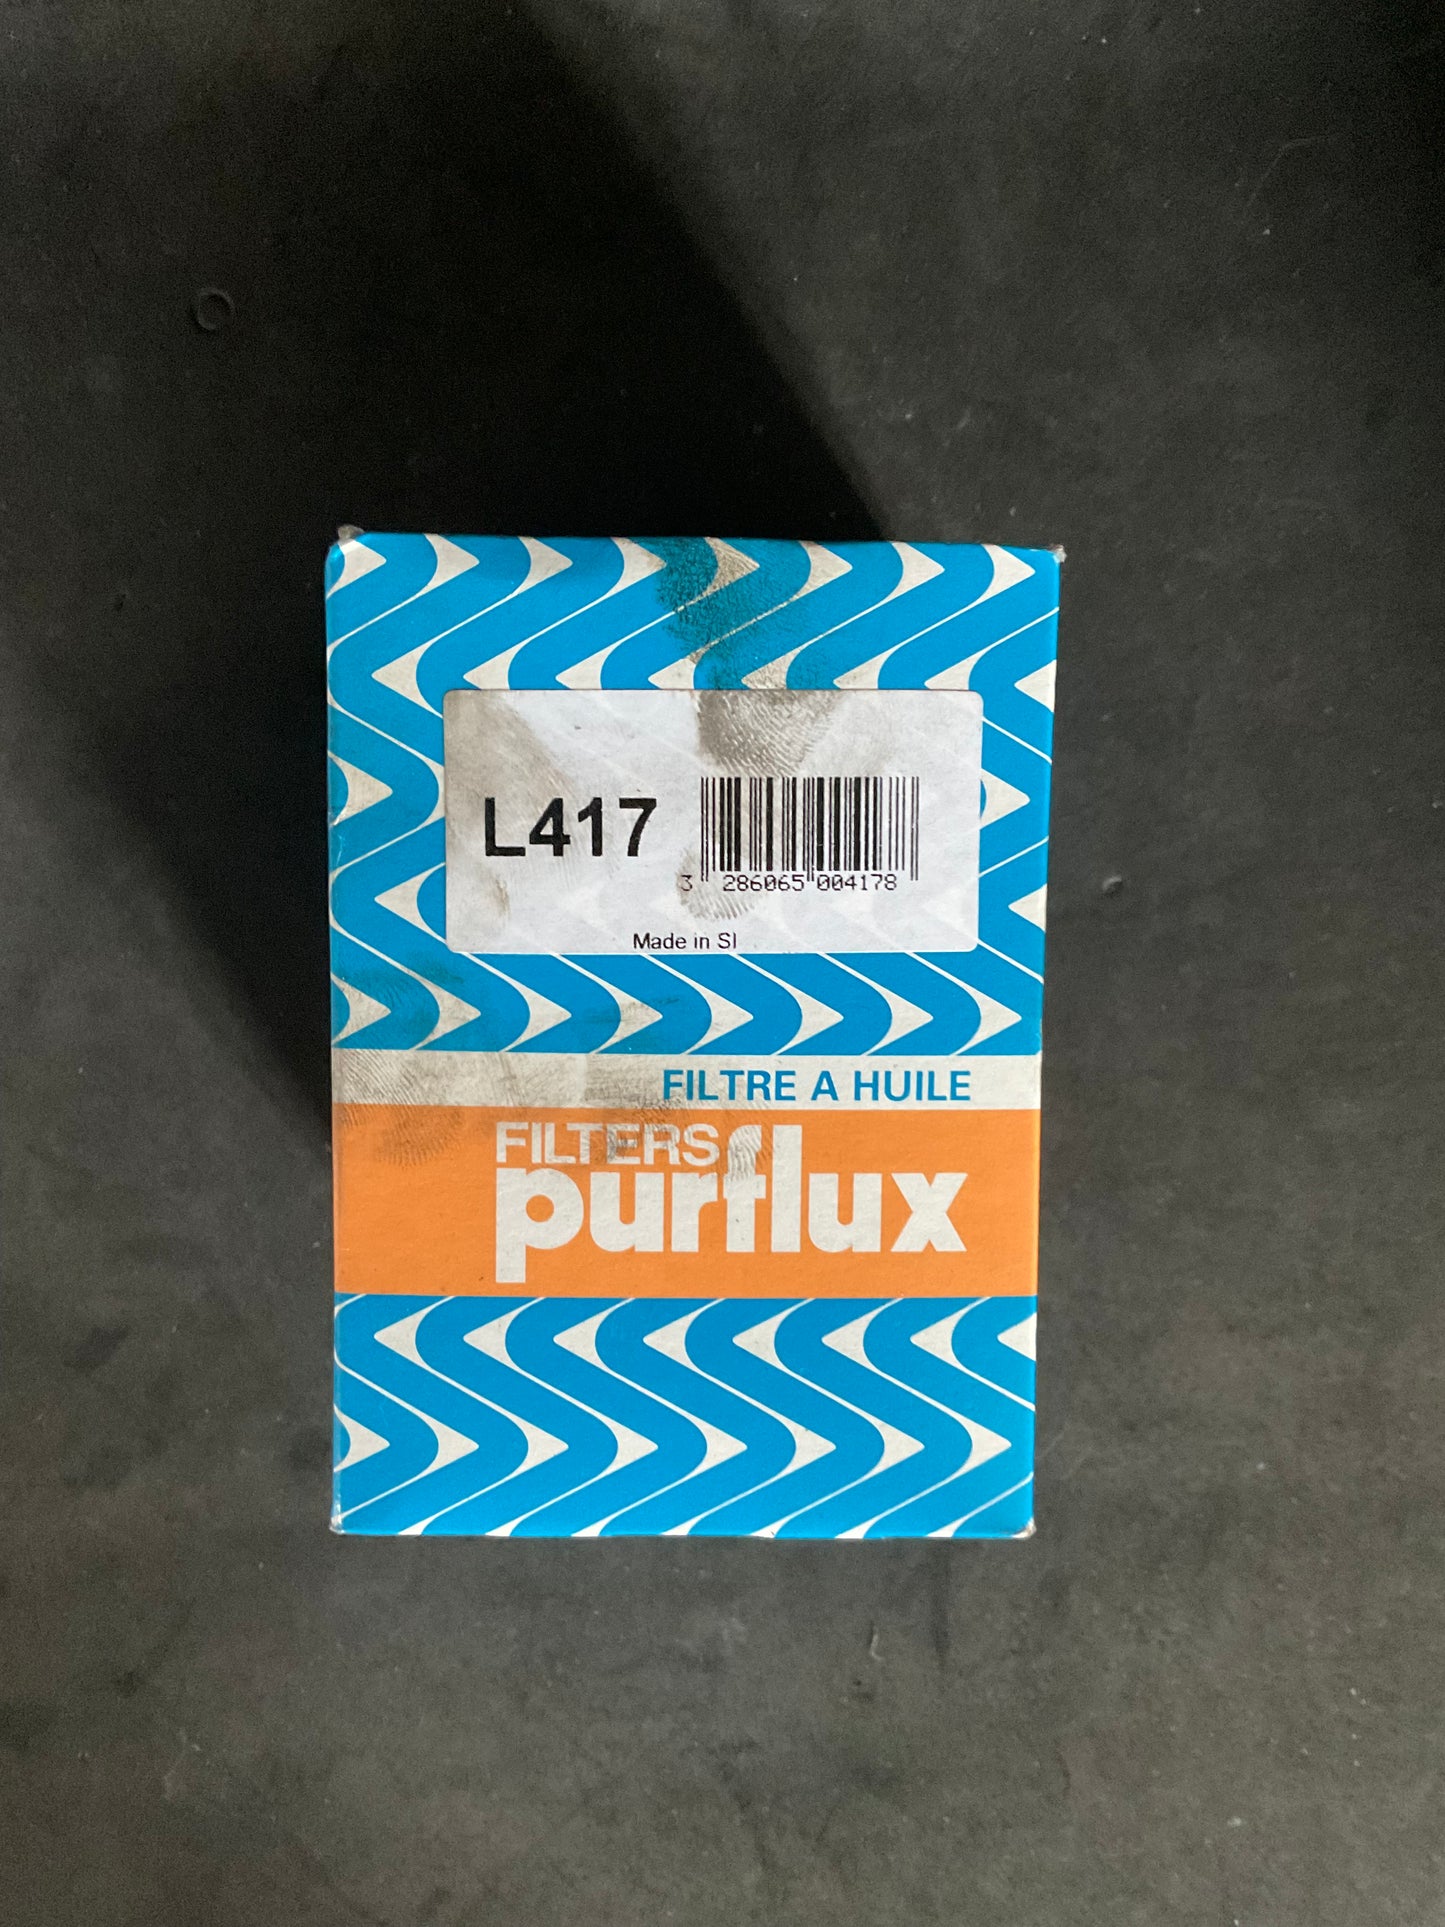 L417
3 286065 004178
Made in SI
FILTRE A HUILE
FILTERS
purflux